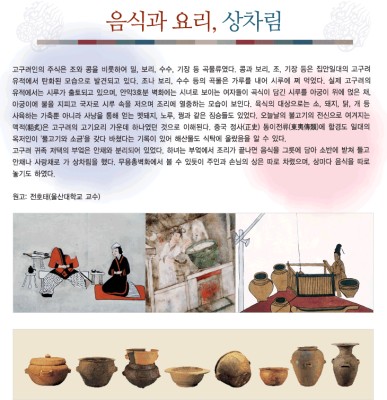 음식과 요리, 상차림
고구려인의 주식은 조와 콩을 비롯하여 밀, 보리, 수수, 기장 등 곡물류였다. 콩과 보리, 조, 기장 등은 집안일대의 고구려
유적에서 탄화된 모습으로 발견되고 있다. 조나 보리, 수수 등의 곡물은 가루를 내어 시루에 쪄 먹었다. 실제 고구려의
유적에서는 시루가 출토되고 있으며, 안악3호분 벽화에는 시녀로 보이는 여자들이 곡식이 담긴 시루를 아궁이 위에 얹은 채,
아궁이에 불을 지피고 국자로 시루 속을 저으며 조리에 열중하는 모습이 보인다. 육식의 대상으로는 소, 돼지, 닭, 개 등
사육하는 가축뿐 아니라 사냥을 통해 얻는 멧돼지, 노루, 꿩과 같은 짐승들도 있었다. 오늘날의 불고기의 전신으로 여겨지는
맥적(貊炙)은 고구려의 고기요리 가운데 하나였던 것으로 이해된다. 중국 정사(正史) 동이전류(東夷傳類)에 함경도 일대의
옥저인이 '물고기와 소금'을 갖다 바쳤다는 기록이 있어 해산물도 식탁에 올랐음을 알 수 있다.
고구려 귀족 저택의 부엌은 안채와 분리되어 있었다. 하녀는 부엌에서 조리가 끝나면 음식을 그릇에 담아 소반에 받쳐 들고
안채나 사랑채로 가 상차림을 했다. 무용총벽화에서 볼 수 있듯이 주인과 손님의 상은 따로 차렸으며, 상마다 음식을 따로
놓기도 하였다.
원고: 전호태(울산대학교 교수)